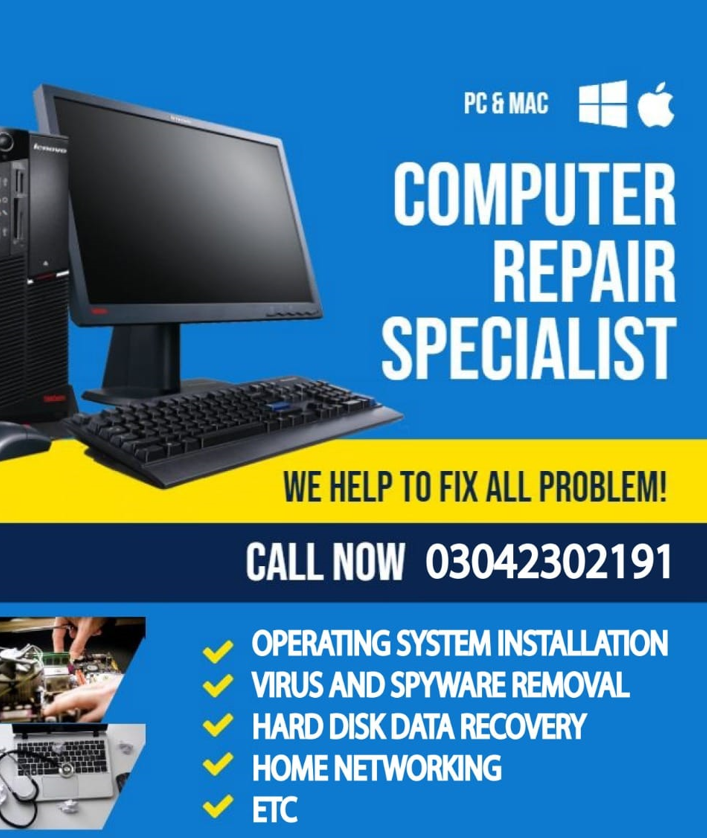 PC & MAC
COMPUTER
REPAIR
SPECIALIST
lenovo
WE HELP TO FIX ALL PROBLEM!
CALL NOW 03042302191
OPERATING SYSTEM INSTALLATION
VIRUS AND SPYWARE REMOVAL
HARD DISK DATA RECOVERY
HOME NETWORKING
ETC